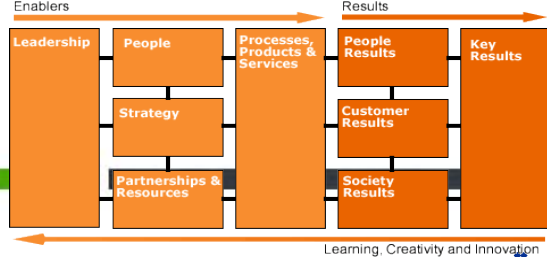 Enablers
Results
Leadership
People
Processes,
Products &
Services
People
Results
Key
Results
Strategy
Customer
Results
Partnerships &
Resources
Society
Results
Learning, Creativity and Innovation